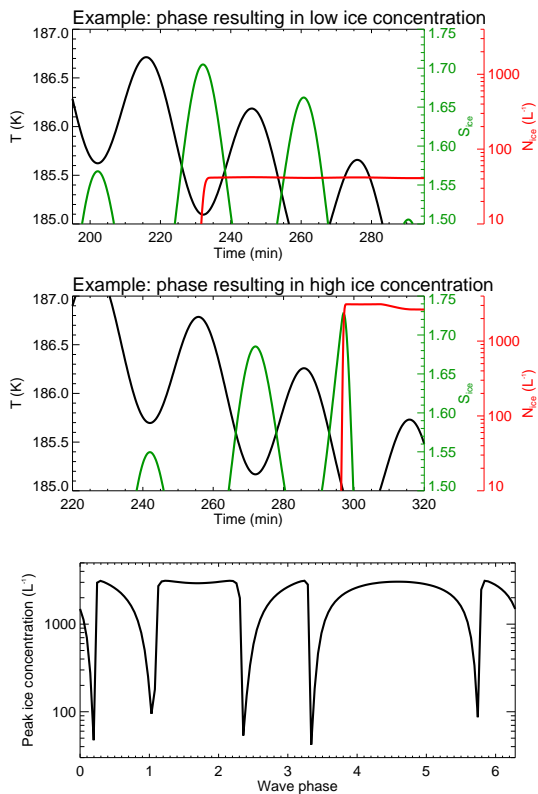 Example: phase resulting in low ice concentration
187.0
186.5
186.0
185.5
185.0
T (K)
200 220 240 260 280
Time (min)
1.75
1.70
1.65
1.60
1.55
1.50
S_ice
1000
100
10
N_ice (L⁻¹)
Example: phase resulting in high ice concentration
187.0
186.5
186.0
185.5
185.0
T (K)
220 240 260 280 300 320
Time (min)
1.75
1.70
1.65
1.60
1.55
1.50
S_ice
1000
100
10
N_ice (L⁻¹)
Peak ice concentration (L⁻¹)
1000
100
0 1 2 3 4 5 6
Wave phase